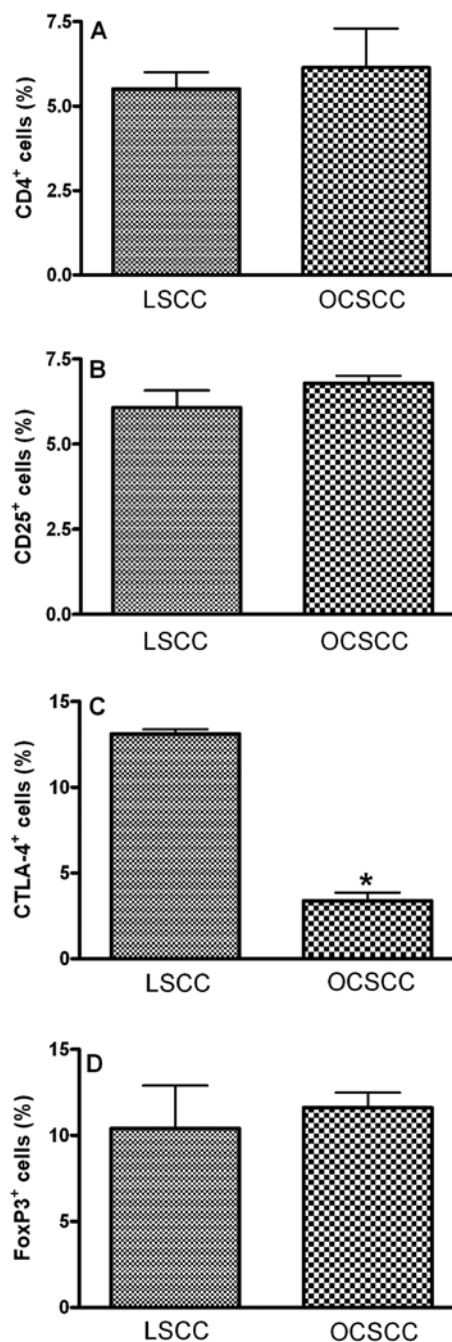 A
CD4⁺ cells (%)
7.5
5.0
2.5
0.0
LSCC OCSCC
B
CD25⁺ cells (%)
7.5
5.0
2.5
0.0
LSCC OCSCC
C
CTLA-4⁺ cells (%)
15
10
5
0
*
LSCC OCSCC
D
FoxP3⁺ cells (%)
15
10
5
0
LSCC OCSCC